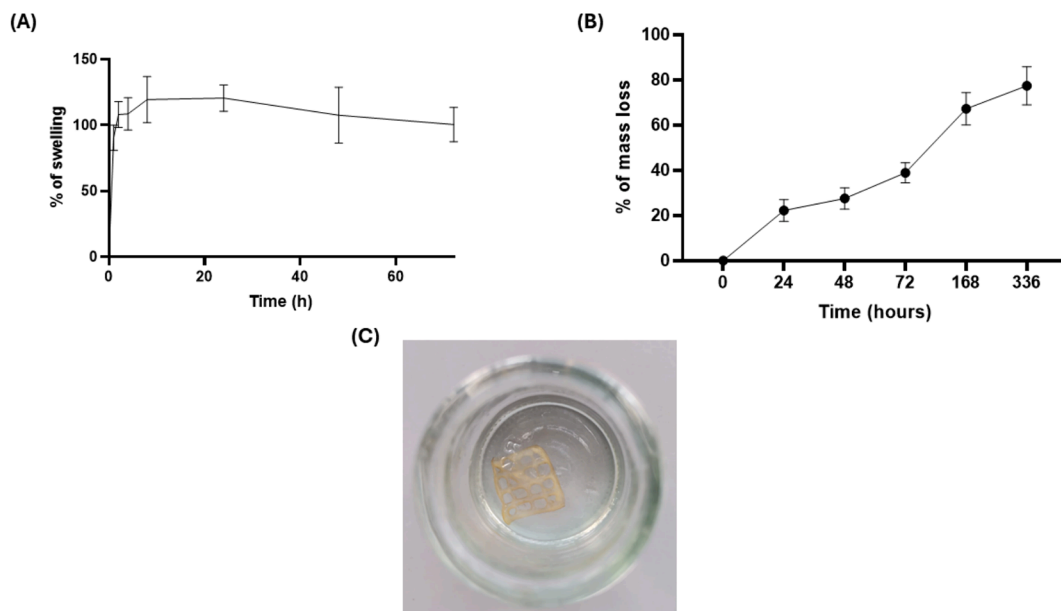 (A)
150
100
50
0
% of swelling
0 20 40 60
Time (h)
(B)
100
80
60
40
20
0
% of mass loss
0 24 48 72 168 336
Time (hours)
(C)